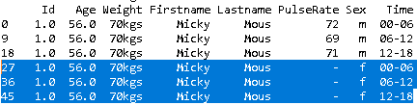 Id Age Weight Firstname Lastname PulseRate Sex Time
0 1.0 56.0 70kgs Micky Mous 72 m 00-06
9 1.0 56.0 70kgs Micky Mous 69 m 06-12
18 1.0 56.0 70kgs Micky Mous 71 m 12-18
27 1.0 56.0 70kgs Micky Mous - f 00-06
36 1.0 56.0 70kgs Micky Mous - f 06-12
45 1.0 56.0 70kgs Micky Mous - f 12-18